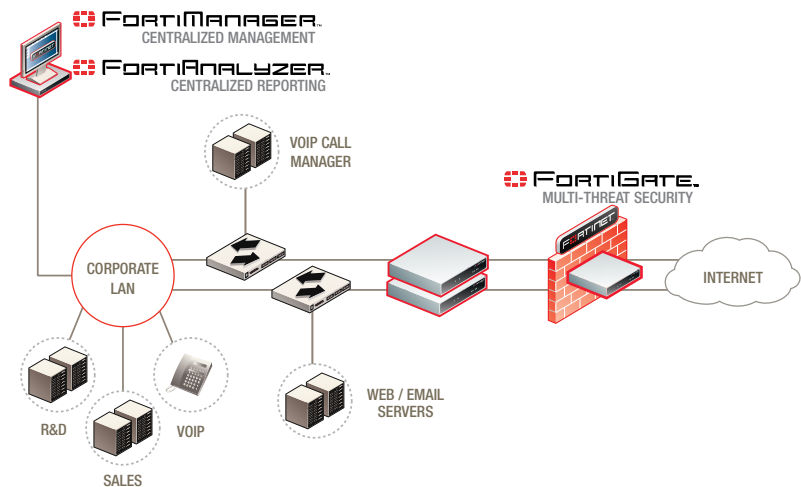 FORTIMANAGER
CENTRALIZED MANAGEMENT
FORTIANALYZER
CENTRALIZED REPORTING
VOIP CALL
MANAGER
FORTIGATE
MULTI-THREAT SECURITY
FORTINET
CORPORATE
LAN
INTERNET
R&D
VOIP
SALES
WEB / EMAIL
SERVERS